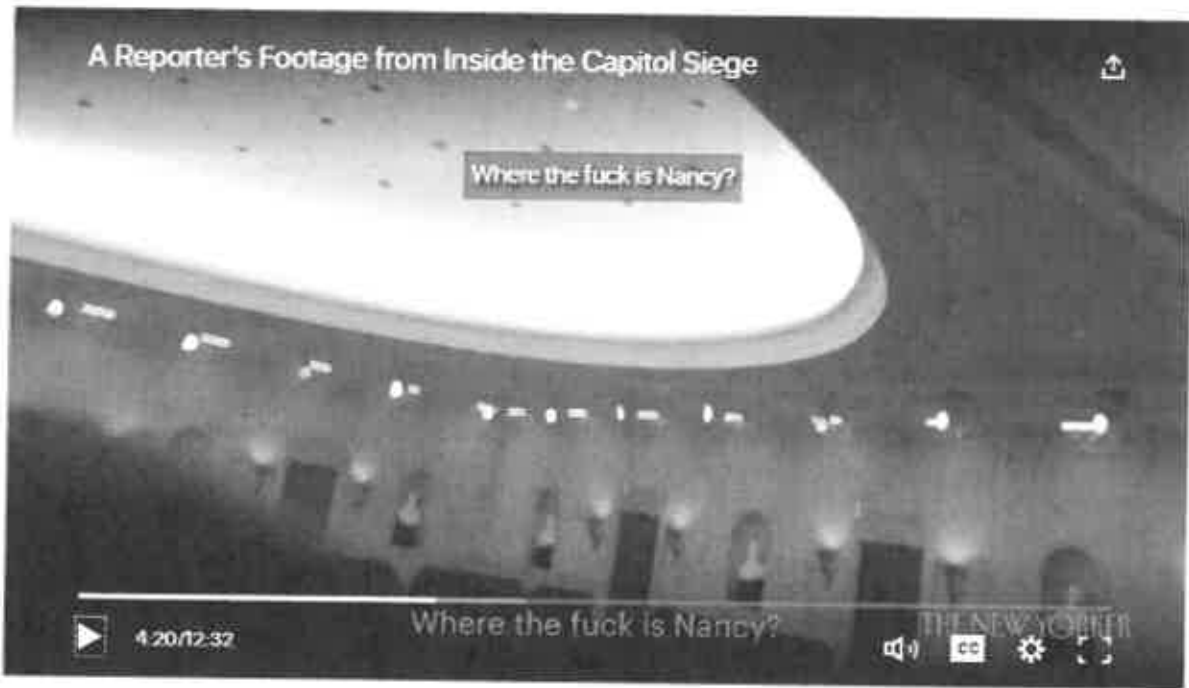 A Reporter's Footage from Inside the Capitol Siege
Where the fuck is Nancy?
Where the fuck is Nancy?
THE NEW YORKER
4:20/12:32
CC